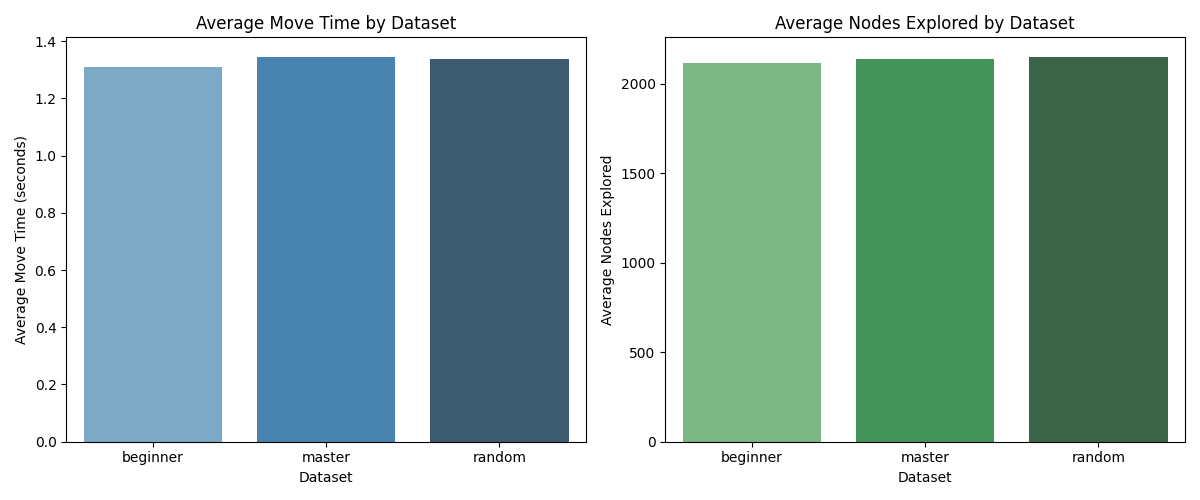 Average Move Time by Dataset
Average Move Time (seconds)
1.4
1.2
1.0
0.8
0.6
0.4
0.2
0.0
beginner master random
Dataset
Average Nodes Explored by Dataset
Average Nodes Explored
2000
1500
1000
500
0
beginner master random
Dataset